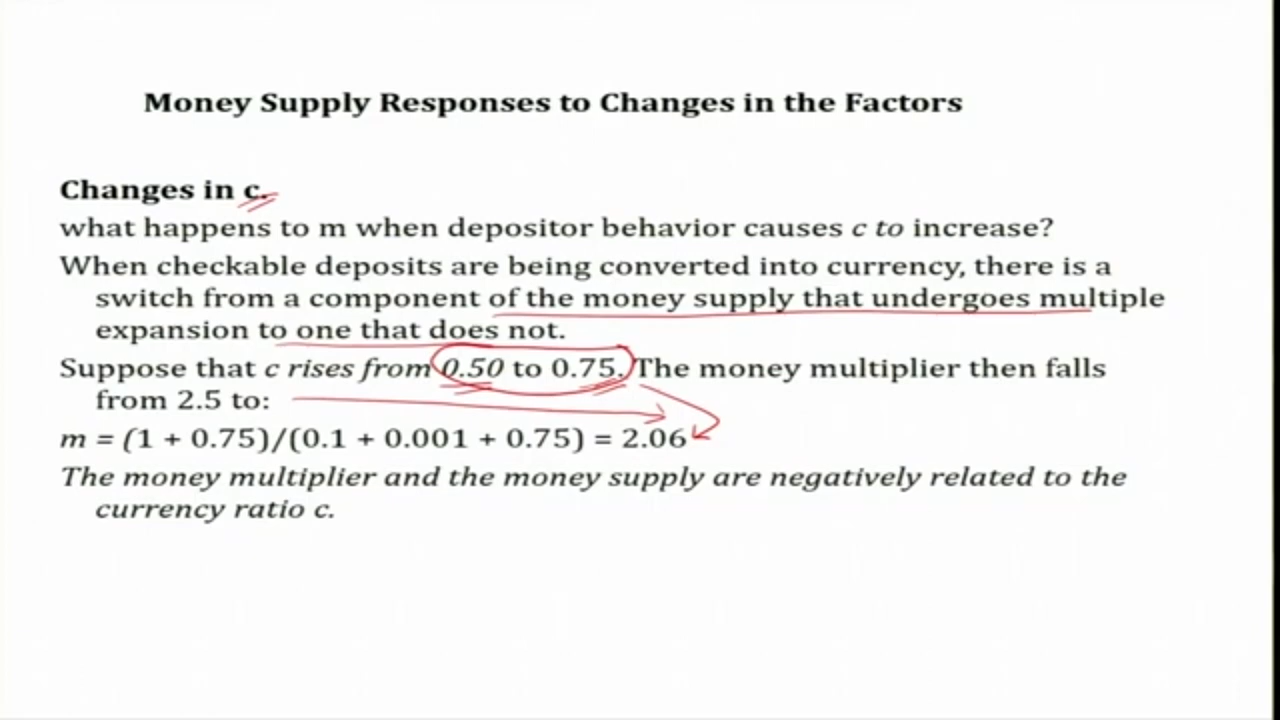 Money Supply Responses to Changes in the Factors
Changes in c.
what happens to m when depositor behavior causes c to increase?
When checkable deposits are being converted into currency, there is a
switch from a component of the money supply that undergoes multiple
expansion to one that does not.
Suppose that c rises from 0.50 to 0.75. The money multiplier then falls
from 2.5 to:
m = (1 + 0.75)/(0.1 + 0.001 + 0.75) = 2.06
The money multiplier and the money supply are negatively related to the
currency ratio c.